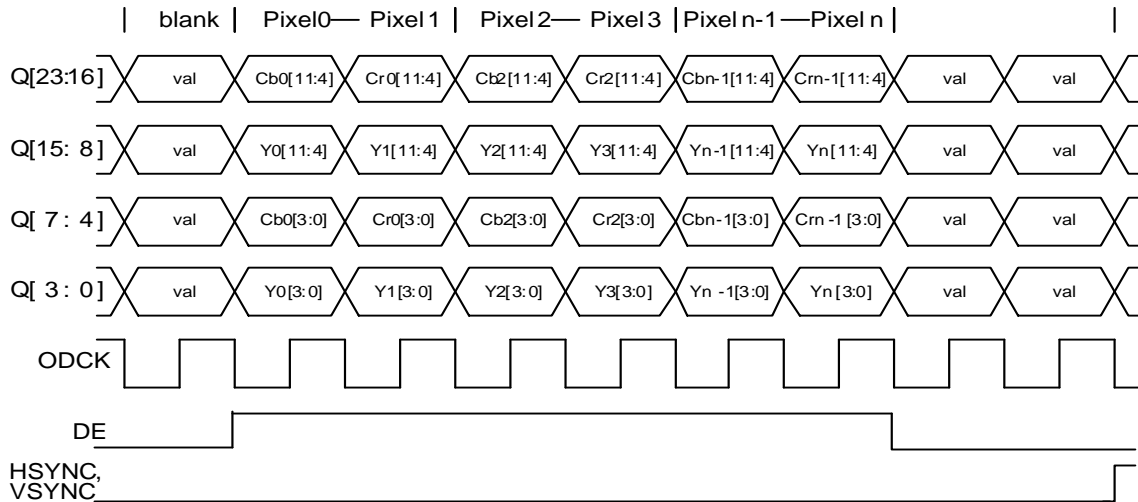 | blank | Pixel0— Pixel 1 | Pixel 2— Pixel 3 | Pixel n-1 —Pixel n | |
Q[23:16] val Cb0[11:4] Cr0[11:4] Cb2[11:4] Cr2[11:4] Cbn-1[11:4] Crn-1[11:4] val val
Q[15: 8] val Y0[11:4] Y1[11:4] Y2[11:4] Y3[11:4] Yn-1[11:4] Yn[11:4] val val
Q[ 7 : 4] val Cb0[3:0] Cr0[3:0] Cb2[3:0] Cr2[3:0] Cbn-1[3:0] Crn -1 [3:0] val val
Q[ 3 : 0] val Y0[3:0] Y1[3:0] Y2[3:0] Y3[3:0] Yn -1[3:0] Yn [3:0] val val
ODCK
DE
HSYNC,
VSYNC